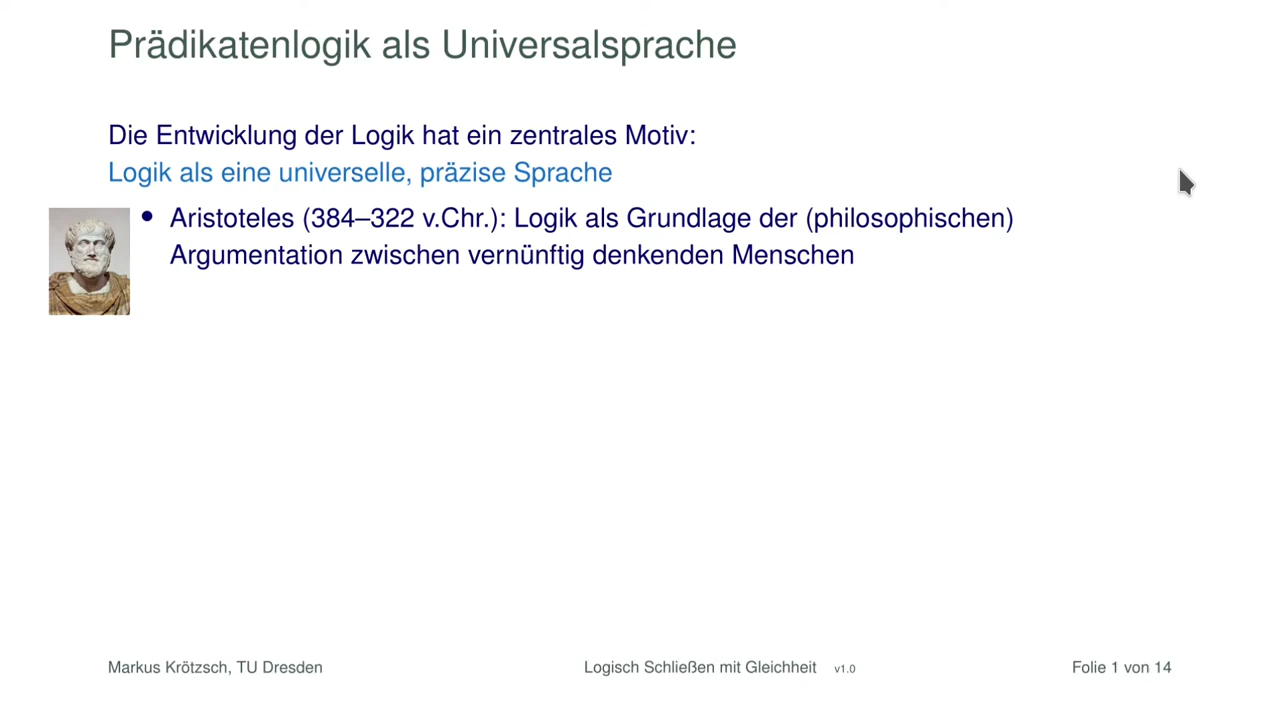 Prädikatenlogik als Universalsprache
Die Entwicklung der Logik hat ein zentrales Motiv:
Logik als eine universelle, präzise Sprache
• Aristoteles (384–322 v.Chr.): Logik als Grundlage der (philosophischen)
Argumentation zwischen vernünftig denkenden Menschen
Markus Krötzsch, TU Dresden Logisch Schließen mit Gleichheit v1.0 Folie 1 von 14